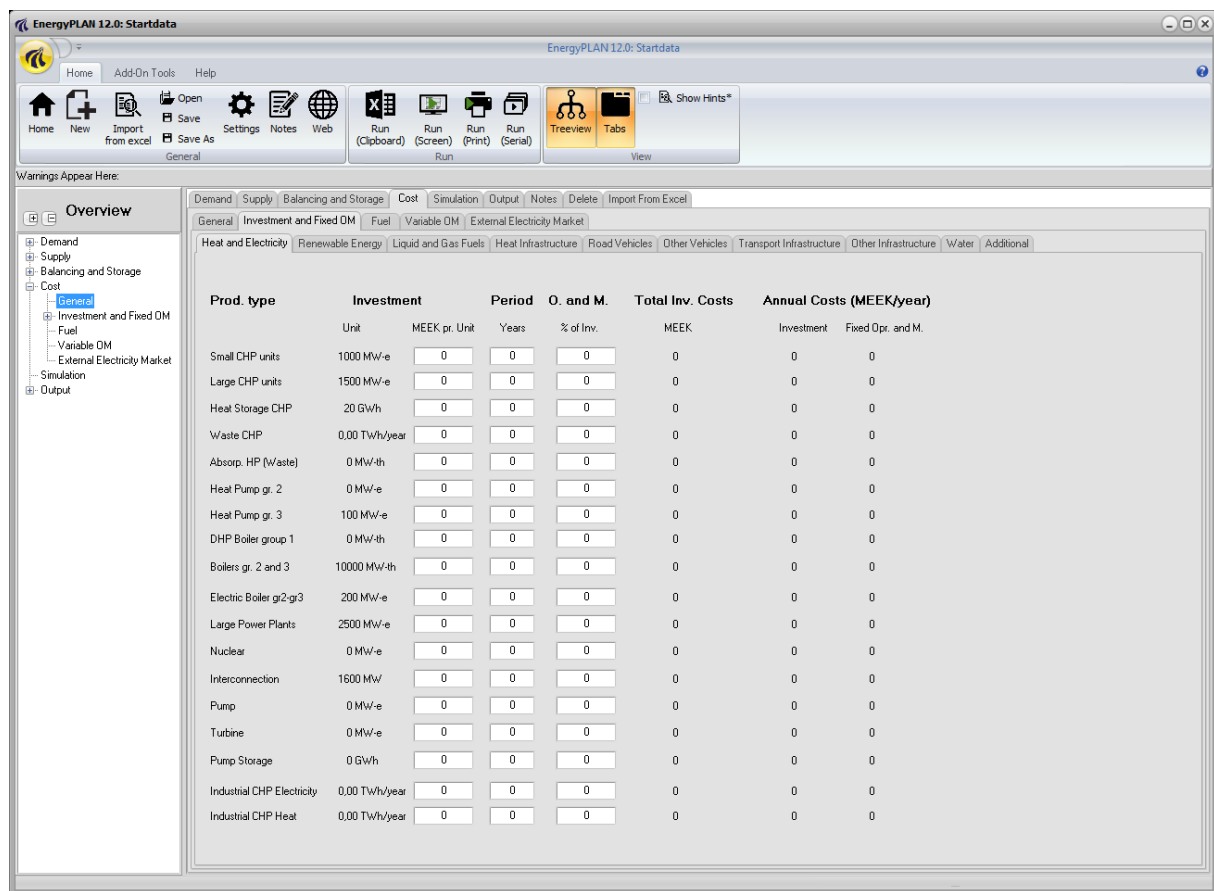 EnergyPLAN 12.0: Startdata
EnergyPLAN 12.0: Startdata
Home Add-On Tools Help
Home New Import from excel Open Save Save As Settings Notes Web Run (Clipboard) Run (Screen) Run (Print) Run (Serial) Treeview Tabs Show Hints*
General Run View
Warnings Appear Here:
Overview
Demand
Supply
Balancing and Storage
Cost
General
Investment and Fixed OM
Fuel
Variable OM
External Electricity Market
Simulation
Output
Demand Supply Balancing and Storage Cost Simulation Output Notes Delete Import From Excel
General Investment and Fixed OM Fuel Variable OM External Electricity Market
Heat and Electricity Renewable Energy Liquid and Gas Fuels Heat Infrastructure Road Vehicles Other Vehicles Transport Infrastructure Other Infrastructure Water Additional
Prod. type Investment Period O. and M. Total Inv. Costs Annual Costs (MEEK/year)
Unit MEEK pr. Unit Years % of Inv. MEEK Investment Fixed Opr. and M.
Small CHP units 1000 MW-e 0 0 0 0 0 0
Large CHP units 1500 MW-e 0 0 0 0 0 0
Heat Storage CHP 20 GWh 0 0 0 0 0 0
Waste CHP 0,00 TWh/year 0 0 0 0 0 0
Absorp. HP (Waste) 0 MW-th 0 0 0 0 0 0
Heat Pump gr. 2 0 MW-e 0 0 0 0 0 0
Heat Pump gr. 3 100 MW-e 0 0 0 0 0 0
DHP Boiler group 1 0 MW-th 0 0 0 0 0 0
Boilers gr. 2 and 3 10000 MW-th 0 0 0 0 0 0
Electric Boiler gr2-gr3 200 MW-e 0 0 0 0 0 0
Large Power Plants 2500 MW-e 0 0 0 0 0 0
Nuclear 0 MW-e 0 0 0 0 0 0
Interconnection 1600 MW 0 0 0 0 0 0
Pump 0 MW-e 0 0 0 0 0 0
Turbine 0 MW-e 0 0 0 0 0 0
Pump Storage 0 GWh 0 0 0 0 0 0
Industrial CHP Electricity 0,00 TWh/year 0 0 0 0 0 0
Industrial CHP Heat 0,00 TWh/year 0 0 0 0 0 0